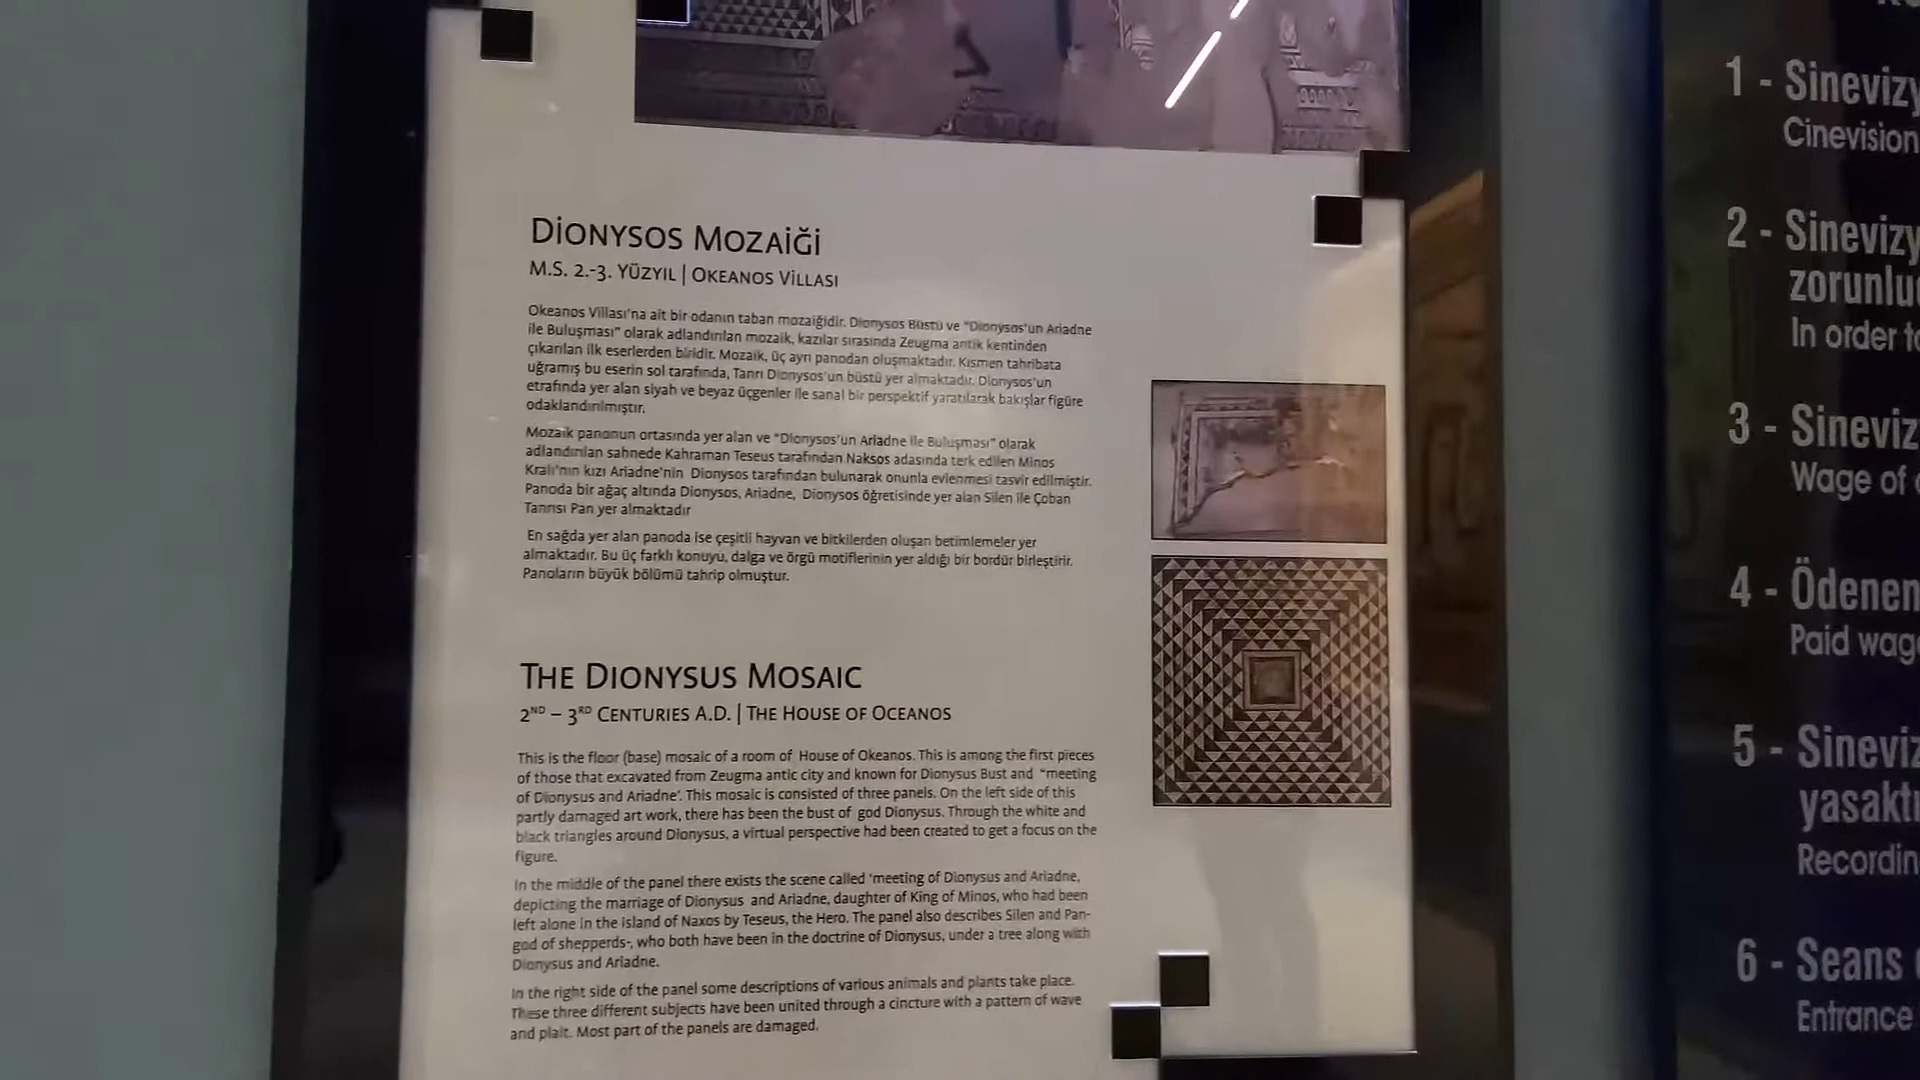 DİONYSOS MOZAİĞİ
M.S. 2.-3. YÜZYIL | OKEANOS VİLLASI
Okeanos Villası'na ait bir odanın taban mozaiğidir. Dionysos Büstü ve "Dionysos'un Ariadne
ile Buluşması" olarak adlandırılan mozaik, kazılar sırasında Zeugma antik kentinden
çıkarılan ilk eserlerden biridir. Mozaik, üç ayrı panodan oluşmaktadır. Kısmen tahribata
uğramış bu eserin sol tarafında, Tanrı Dionysos'un büstü yer almaktadır. Dionysos'un
etrafında yer alan siyah ve beyaz üçgenler ile sanal bir perspektif yaratılarak bakışlar figüre
odaklandırılmıştır.
Mozaik panonun ortasında yer alan ve "Dionysos'un Ariadne ile Buluşması" olarak
adlandırılan sahnede Kahraman Teseus tarafından Naksos adasında terk edilen Minos
Kralı'nın kızı Ariadne'nin Dionysos tarafından bulunarak onunla evlenmesi tasvir edilmiştir.
Panoda bir ağaç altında Dionysos, Ariadne, Dionysos öğretisinde yer alan Silen ile Çoban
Tanrısı Pan yer almaktadır
En sağda yer alan panoda ise çeşitli hayvan ve bitkilerden oluşan betimlemeler yer
almaktadır. Bu üç farklı konuyu, dalga ve örgü motiflerinin yer aldığı bir bordür birleştirir.
Panoların büyük bölümü tahrip olmuştur.
THE DIONYSUS MOSAIC
2ND – 3RD CENTURIES A.D. | THE HOUSE OF OCEANOS
This is the floor (base) mosaic of a room of House of Okeanos. This is among the first pieces
of those that excavated from Zeugma antic city and known for Dionysus Bust and "meeting
of Dionysus and Ariadne'. This mosaic is consisted of three panels. On the left side of this
partly damaged art work, there has been the bust of god Dionysus. Through the white and
black triangles around Dionysus, a virtual perspective had been created to get a focus on the
figure.
In the middle of the panel there exists the scene called 'meeting of Dionysus and Ariadne,
depicting the marriage of Dionysus and Ariadne, daughter of King of Minos, who had been
left alone in the island of Naxos by Teseus, the Hero. The panel also describes Silen and Pan-
god of shepperds-, who both have been in the doctrine of Dionysus, under a tree along with
Dionysus and Ariadne.
In the right side of the panel some descriptions of various animals and plants take place.
These three different subjects have been united through a cincture with a pattern of wave
and plait. Most part of the panels are damaged.
1 - Sinevizy
Cinevision
2 - Sinevizy
zorunlu
In order to
3 - Sineviz
Wage of
4 - Ödenen
Paid wag
5 - Sineviz
yasaktı
Recordin
6 - Seans
Entrance